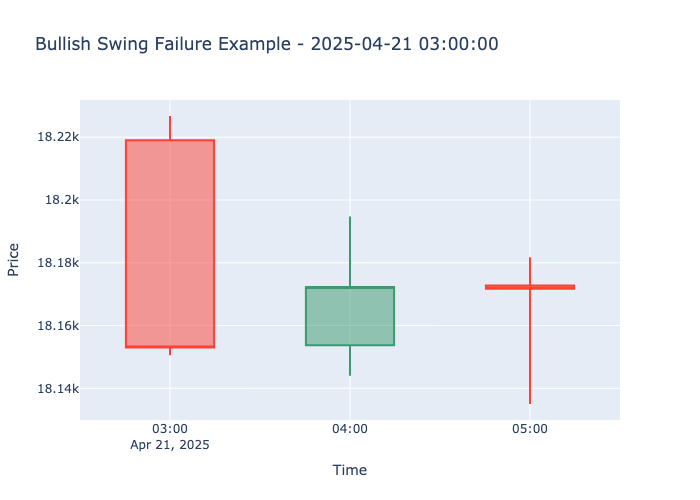 Bullish Swing Failure Example - 2025-04-21 03:00:00
18.22k
18.2k
18.18k
18.16k
18.14k
Price
03:00
Apr 21, 2025
04:00
05:00
Time